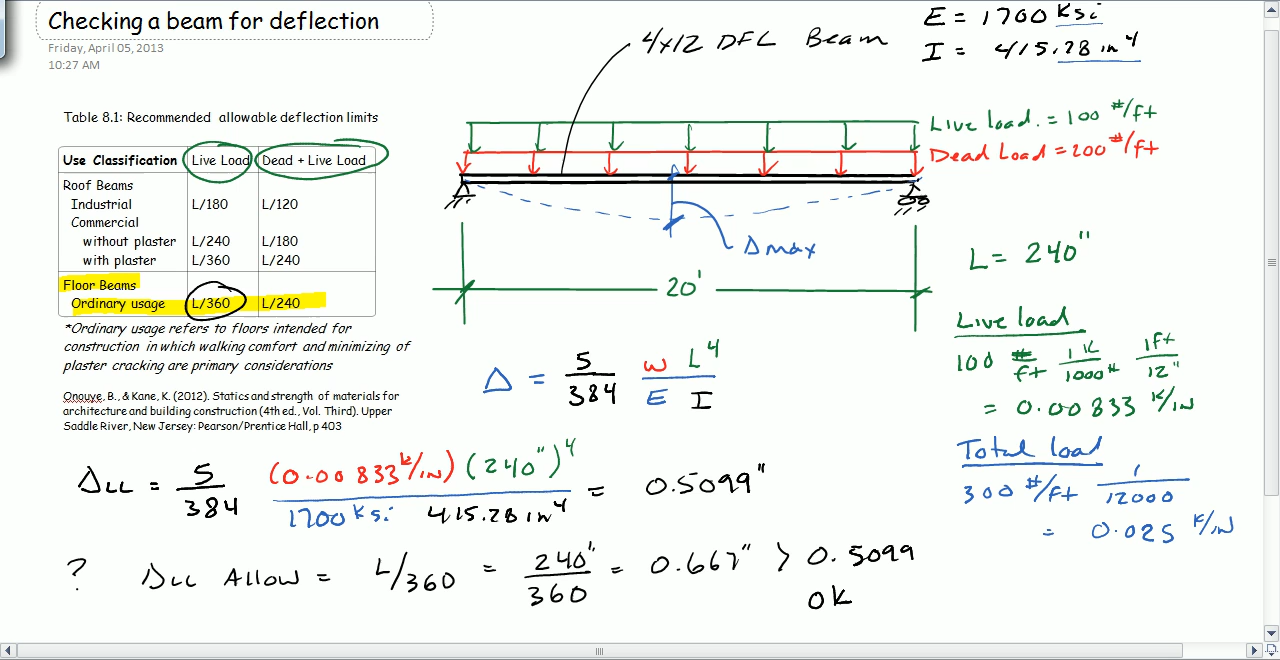 Checking a beam for deflection
Friday, April 05, 2013
10:27 AM
4x12 DFL Beam
E = 1700 Ksi
I = 415.28 in⁴
Table 8.1: Recommended allowable deflection limits
Use Classification Live Load Dead + Live Load
Roof Beams
Industrial L/180 L/120
Commercial
without plaster L/240 L/180
with plaster L/360 L/240
Floor Beams
Ordinary usage L/360 L/240
*Ordinary usage refers to floors intended for
construction in which walking comfort and minimizing of
plaster cracking are primary considerations
Onouye, B., & Kane, K. (2012). Statics and strength of materials for
architecture and building construction (4th ed., Vol. Third). Upper
Saddle River, New Jersey: Pearson/Prentice Hall, p 403
Live load. = 100 #/ft
Dead Load = 200 #/ft
Δmax
20'
L = 240"
Δ = 5/384 wL⁴/EI
Live load
100 #/ft 1K/1000# 1ft/12"
= 0.00833 K/IN
Total load
300 #/ft 1/12000
= 0.025 K/IN
ΔLL = 5/384 (0.00833 k/IN)(240")⁴ / 1700 Ksi 415.28 in⁴ = 0.5099"
? ΔLL ALLOW = L/360 = 240"/360 = 0.667" > 0.5099
OK